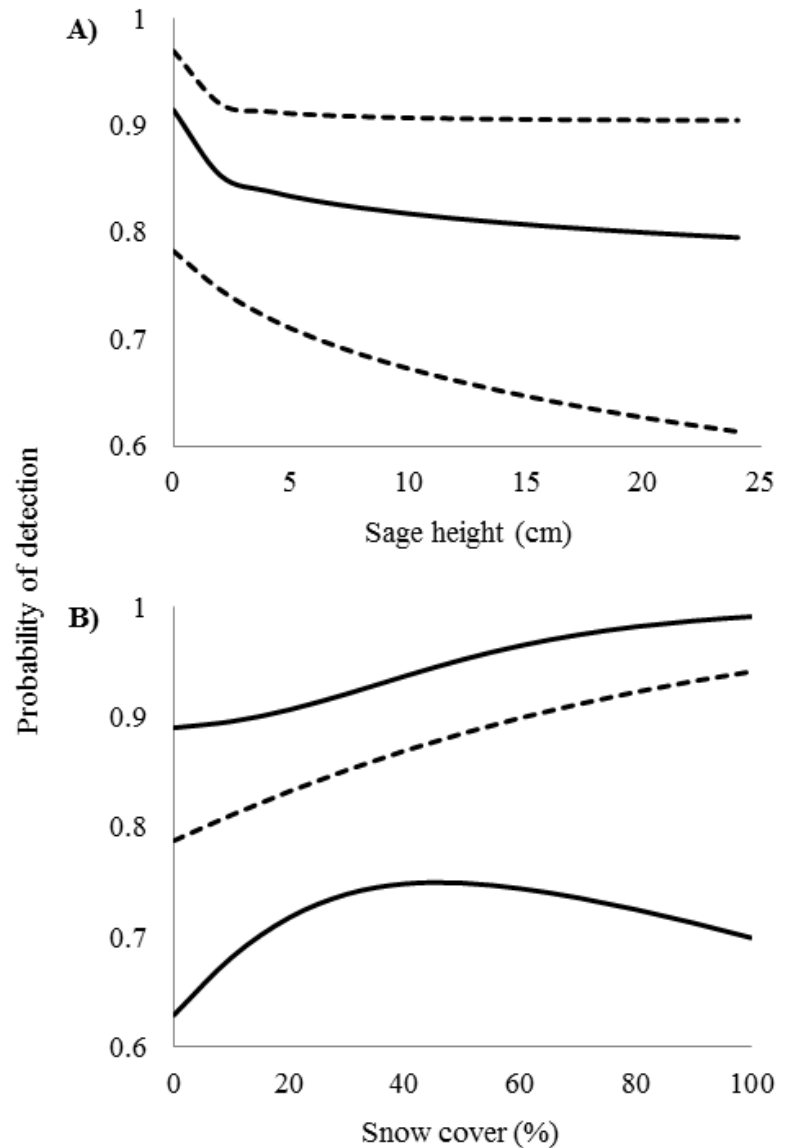 A)
1
0.9
0.8
0.7
0.6
0 5 10 15 20 25
Sage height (cm)
Probability of detection
B)
1
0.9
0.8
0.7
0.6
0 20 40 60 80 100
Snow cover (%)